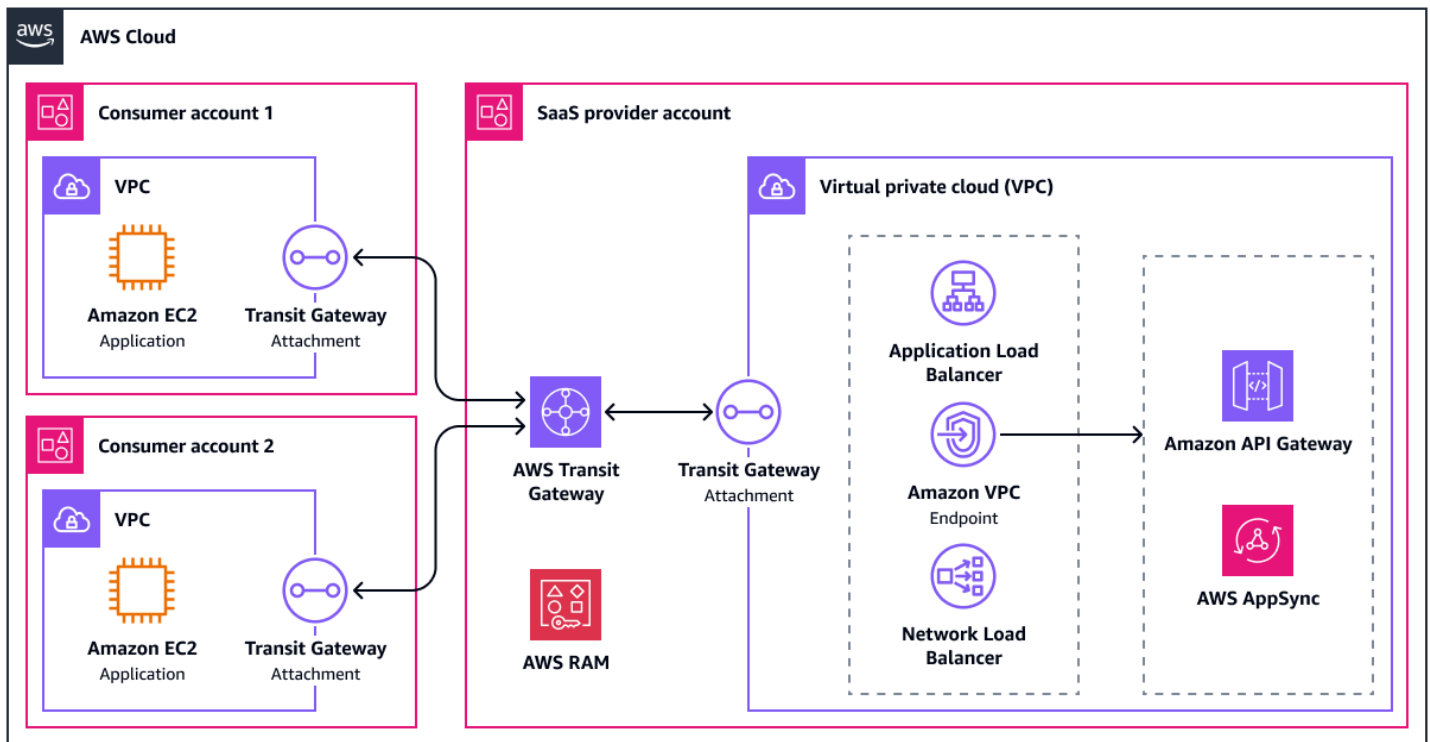 aws
AWS Cloud
Consumer account 1
VPC
Amazon EC2
Application
Transit Gateway
Attachment
Consumer account 2
VPC
Amazon EC2
Application
Transit Gateway
Attachment
SaaS provider account
AWS Transit
Gateway
AWS RAM
Transit Gateway
Attachment
Virtual private cloud (VPC)
Application Load
Balancer
Amazon VPC
Endpoint
Network Load
Balancer
</>
Amazon API Gateway
AWS AppSync